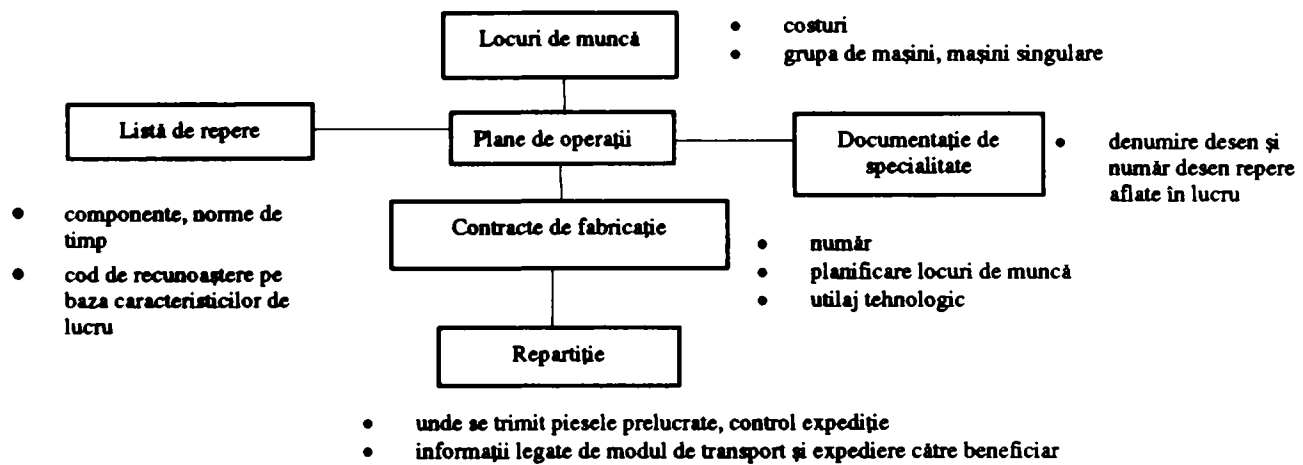 Locuri de muncă
• costuri
• grupa de mașini, mașini singulare
Listă de repere
Plane de operații
Documentație de
specialitate
• denumire desen și
număr desen repere
aflate în lucru
• componente, norme de
timp
• cod de recunoaștere pe
baza caracteristicilor de
lucru
Contracte de fabricație
• număr
• planificare locuri de muncă
• utilaj tehnologic
Repartiție
• unde se trimit piesele prelucrate, control expediție
• informații legate de modul de transport și expediere către beneficiar